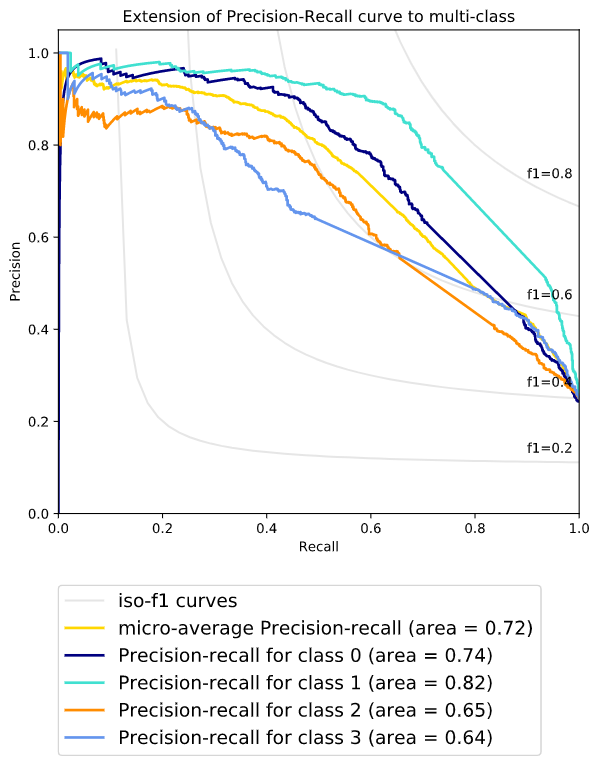 Extension of Precision-Recall curve to multi-class
1.0
0.8
f1=0.8
0.6
Precision
f1=0.6
0.4
f1=0.4
0.2
f1=0.2
0.0
0.0 0.2 0.4 0.6 0.8 1.0
Recall
iso-f1 curves
micro-average Precision-recall (area = 0.72)
Precision-recall for class 0 (area = 0.74)
Precision-recall for class 1 (area = 0.82)
Precision-recall for class 2 (area = 0.65)
Precision-recall for class 3 (area = 0.64)